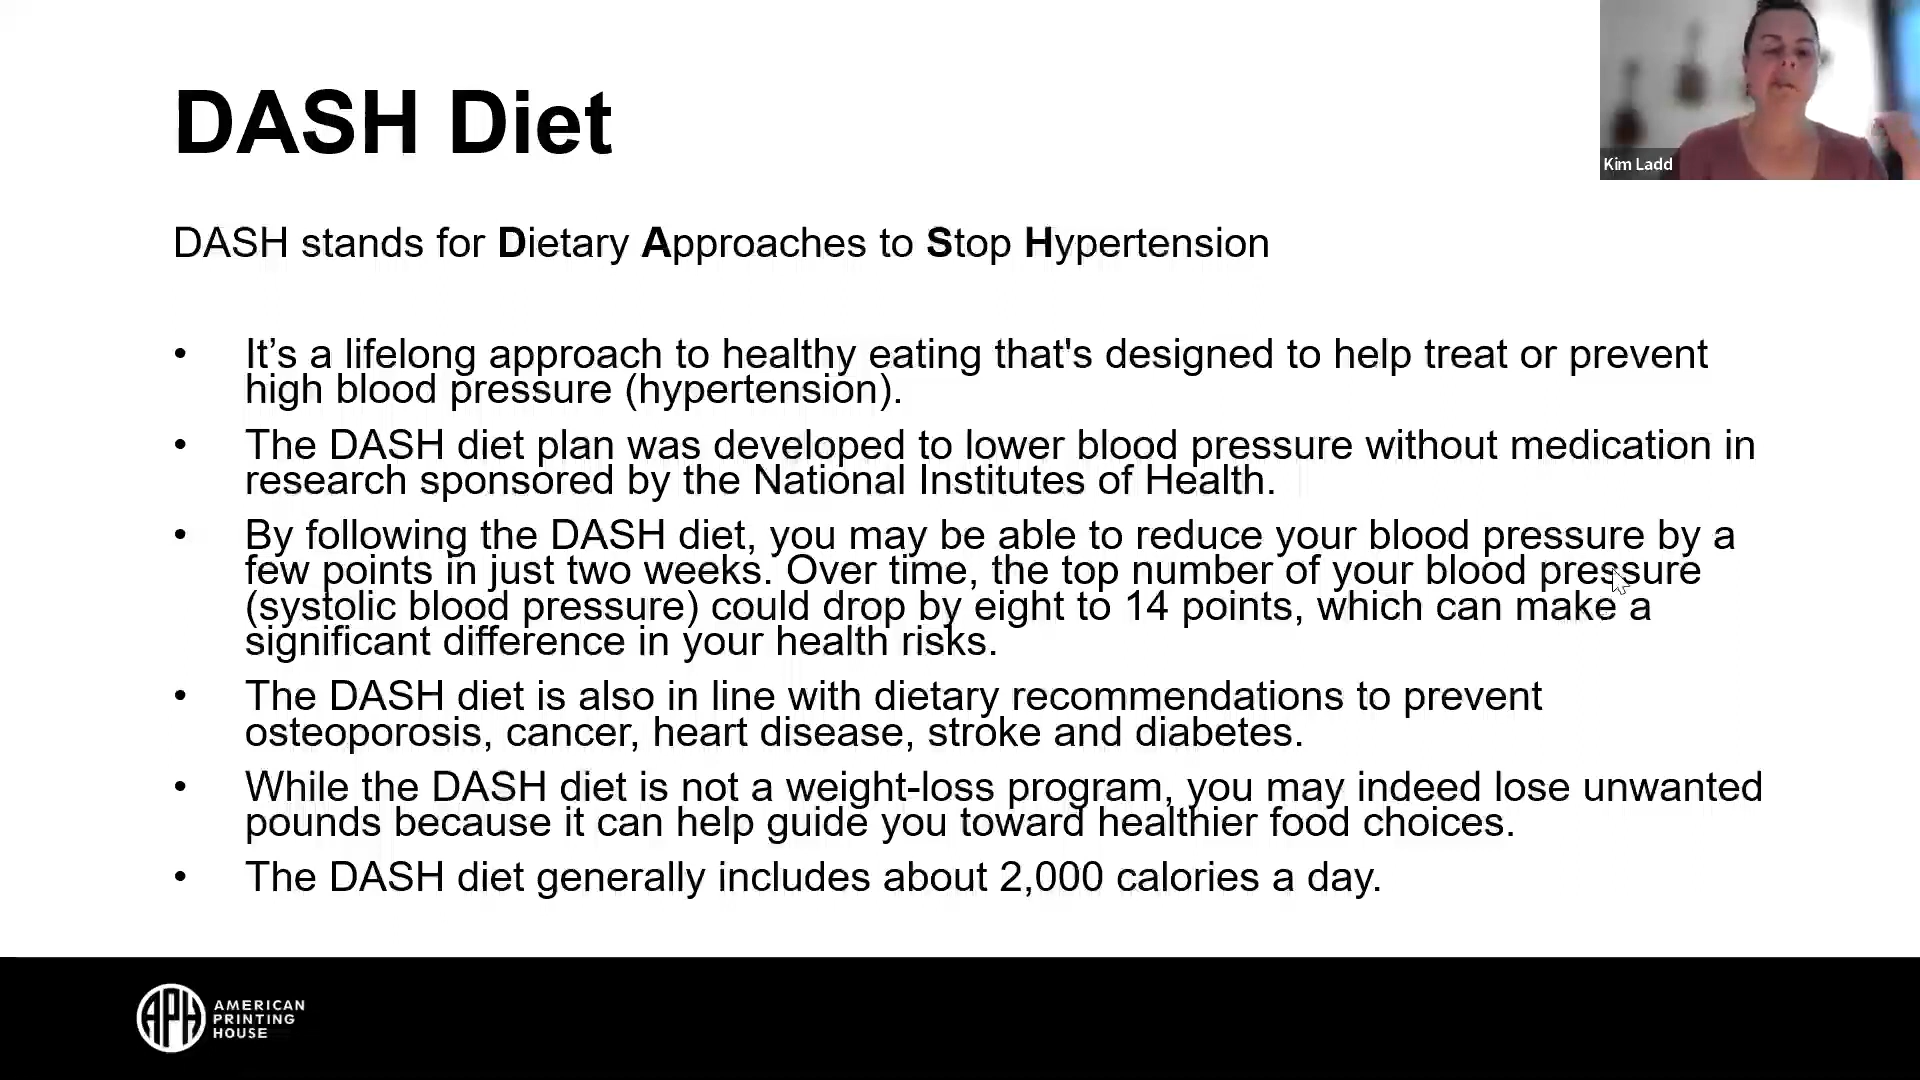 DASH Diet
Kim Ladd
DASH stands for Dietary Approaches to Stop Hypertension
• It’s a lifelong approach to healthy eating that's designed to help treat or prevent
high blood pressure (hypertension).
• The DASH diet plan was developed to lower blood pressure without medication in
research sponsored by the National Institutes of Health.
• By following the DASH diet, you may be able to reduce your blood pressure by a
few points in just two weeks. Over time, the top number of your blood pressure
(systolic blood pressure) could drop by eight to 14 points, which can make a
significant difference in your health risks.
• The DASH diet is also in line with dietary recommendations to prevent
osteoporosis, cancer, heart disease, stroke and diabetes.
• While the DASH diet is not a weight-loss program, you may indeed lose unwanted
pounds because it can help guide you toward healthier food choices.
• The DASH diet generally includes about 2,000 calories a day.
APH
AMERICAN
PRINTING
HOUSE